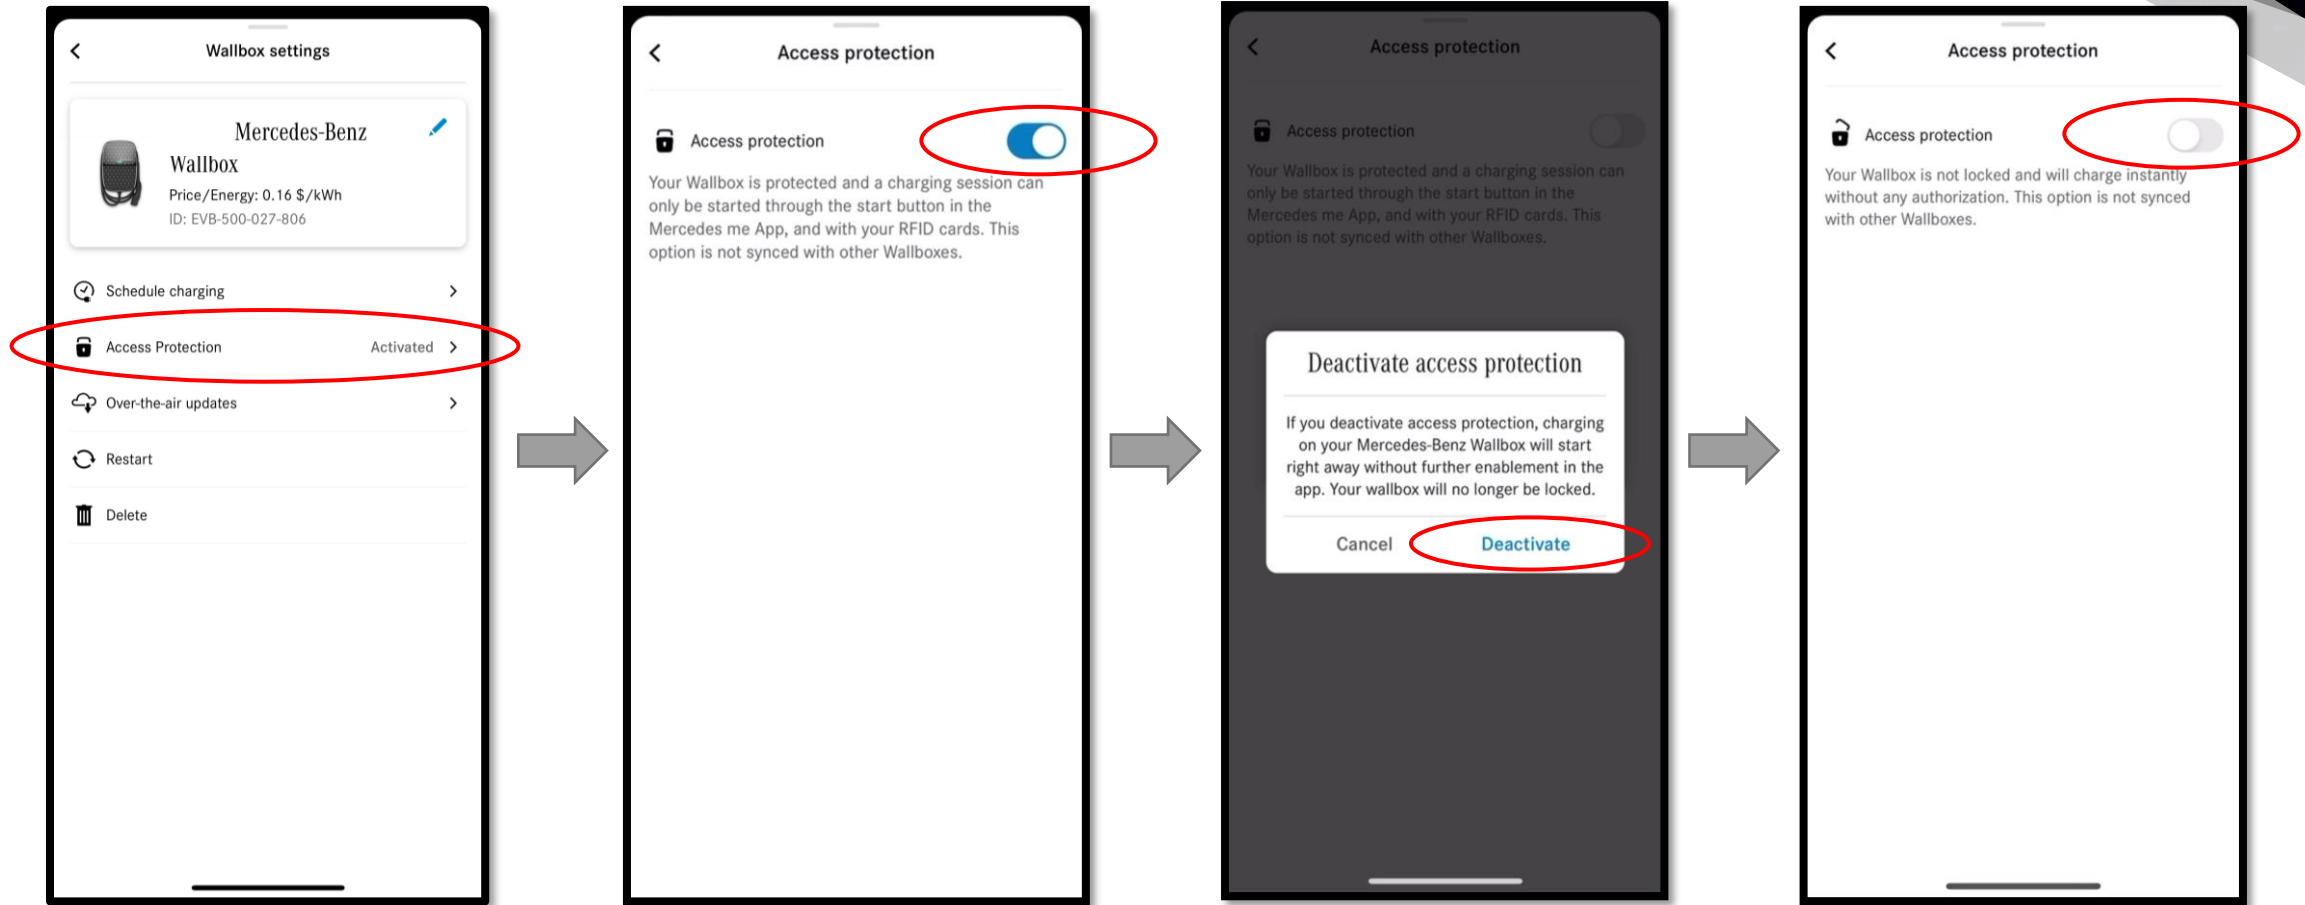 Wallbox settings
Mercedes-Benz
Wallbox
Price/Energy: 0.16 $/kWh
ID: EVB-500-027-806
Schedule charging
Access Protection Activated
Over-the-air updates
Restart
Delete
Access protection
Access protection
Your Wallbox is protected and a charging session can
only be started through the start button in the
Mercedes me App, and with your RFID cards. This
option is not synced with other Wallboxes.
Access protection
Access protection
Your Wallbox is protected and a charging session can
only be started through the start button in the
Mercedes me App, and with your RFID cards. This
option is not synced with other Wallboxes.
Deactivate access protection
If you deactivate access protection, charging
on your Mercedes-Benz Wallbox will start
right away without further enablement in the
app. Your wallbox will no longer be locked.
Cancel Deactivate
Access protection
Access protection
Your Wallbox is not locked and will charge instantly
without any authorization. This option is not synced
with other Wallboxes.